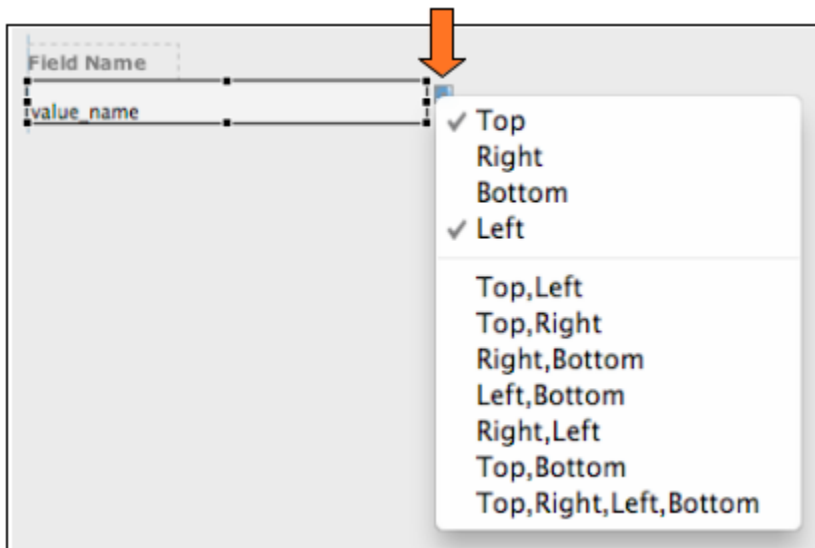 Field Name
value_name
Top
Right
Bottom
Left
Top,Left
Top,Right
Right,Bottom
Left,Bottom
Right,Left
Top,Bottom
Top,Right,Left,Bottom